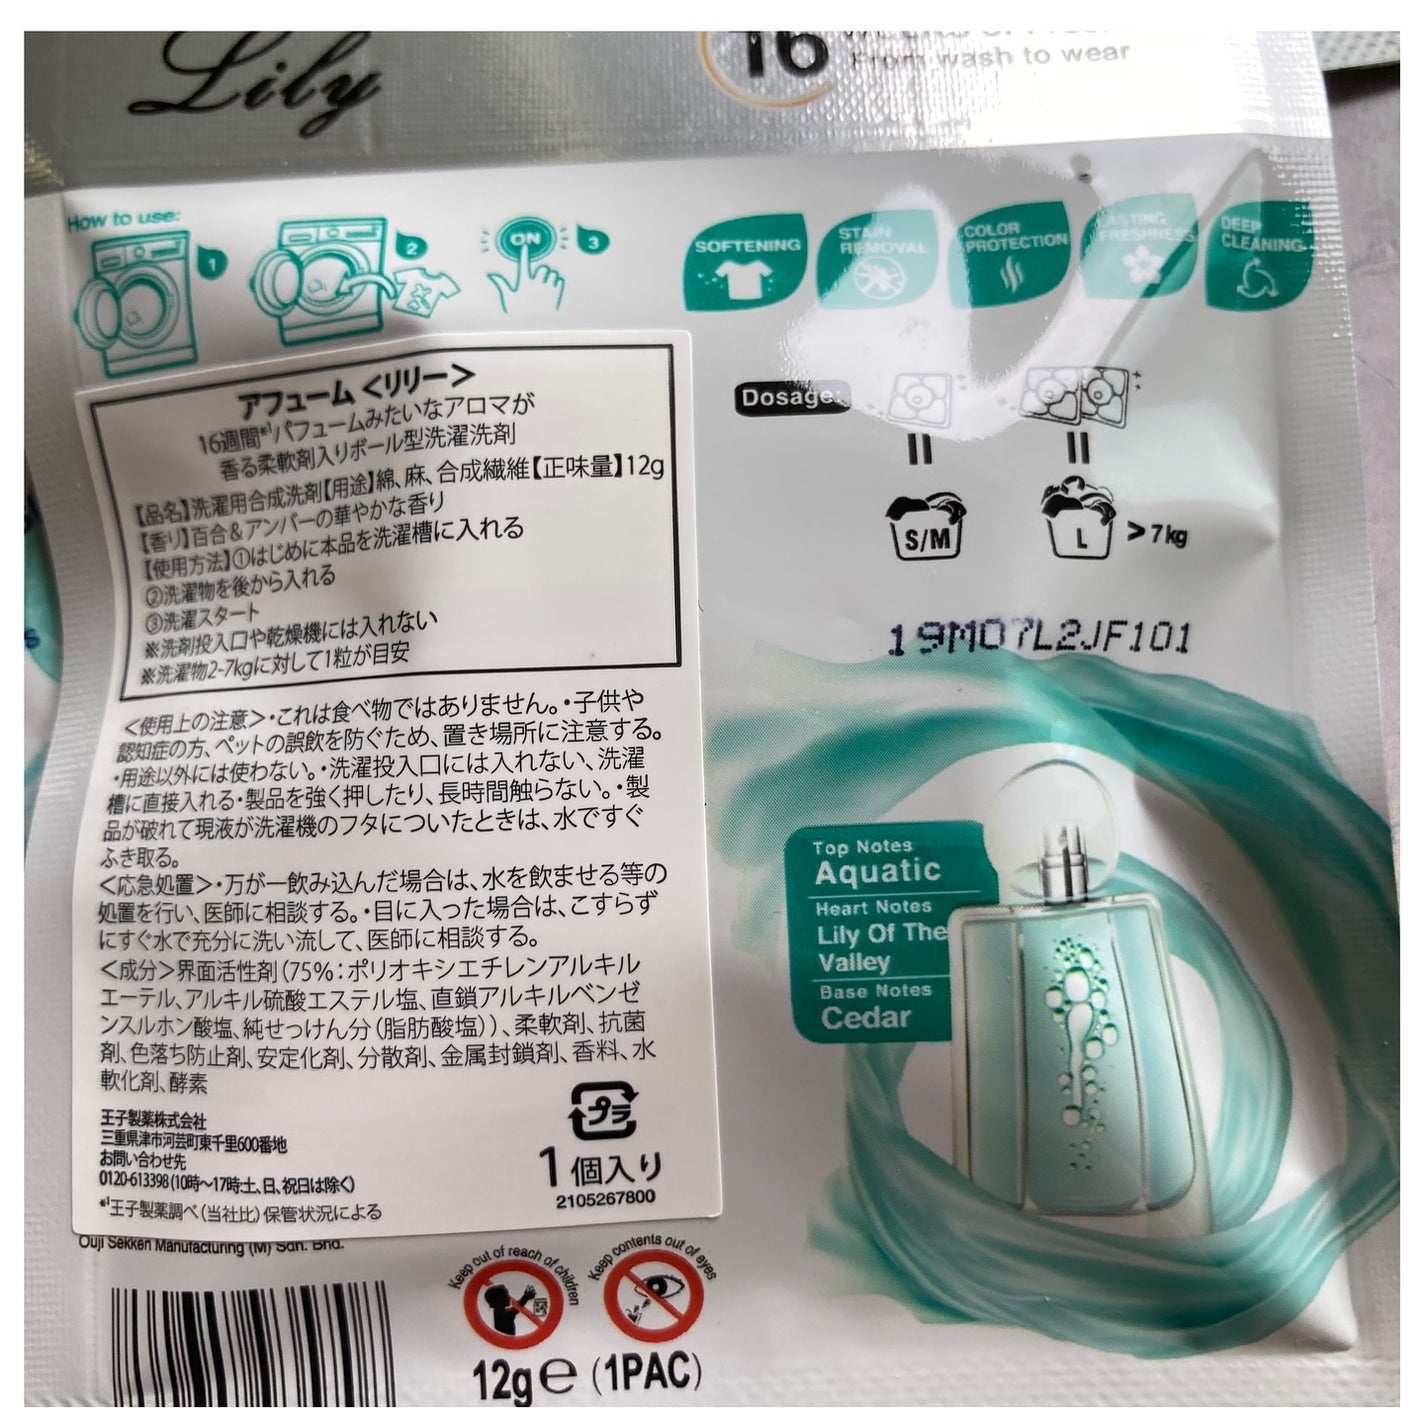 Lily
16
From wash to wear
How to use:
1
2
ON
3
SOFTENING
STAIN
REMOVAL
COLOR
PROTECTION
LASTING
FRESHNESS
DEEP
CLEANING
アフューム＜リリー＞
16週間*¹パフュームみたいなアロマが
香る柔軟剤入りボール型洗濯洗剤
【品名】洗濯用合成洗剤【用途】綿、麻、合成繊維【正味量】12g
【香り】百合＆アンバーの華やかな香り
【使用方法】①はじめに本品を洗濯槽に入れる
②洗濯物を後から入れる
③洗濯スタート
※洗剤投入口や乾燥機には入れない
※洗濯物2-7kgに対して1粒が目安
＜使用上の注意＞・これは食べ物ではありません。・子供や
認知症の方、ペットの誤飲を防ぐため、置き場所に注意する。
・用途以外には使わない。・洗濯投入口には入れない、洗濯
槽に直接入れる・製品を強く押したり、長時間触らない。・製
品が破れて現液が洗濯機のフタについたときは、水ですぐ
ふき取る。
＜応急処置＞・万が一飲み込んだ場合は、水を飲ませる等の
処置を行い、医師に相談する。・目に入った場合は、こすらず
にすぐ水で充分に洗い流して、医師に相談する。
＜成分＞界面活性剤（75%：ポリオキシエチレンアルキル
エーテル、アルキル硫酸エステル塩、直鎖アルキルベンゼ
ンスルホン酸塩、純せっけん分（脂肪酸塩））、柔軟剤、抗菌
剤、色落ち防止剤、安定化剤、分散剤、金属封鎖剤、香料、水
軟化剤、酵素
王子製薬株式会社
三重県津市河芸町東千里600番地
お問い合わせ先
0120-613398（10時～17時土、日、祝日は除く）
*¹王子製薬調べ（当社比）保管状況による
プラ
1個入り
2105267800
Dosage:
S/M
L
>7kg
19M07L2JF101
Top Notes
Aquatic
Heart Notes
Lily Of The
Valley
Base Notes
Cedar
Ouji Sekken Manufacturing (M) Sdn. Bhd.
Keep out of reach of children
Keep contents out of eyes
12g℮ (1PAC)